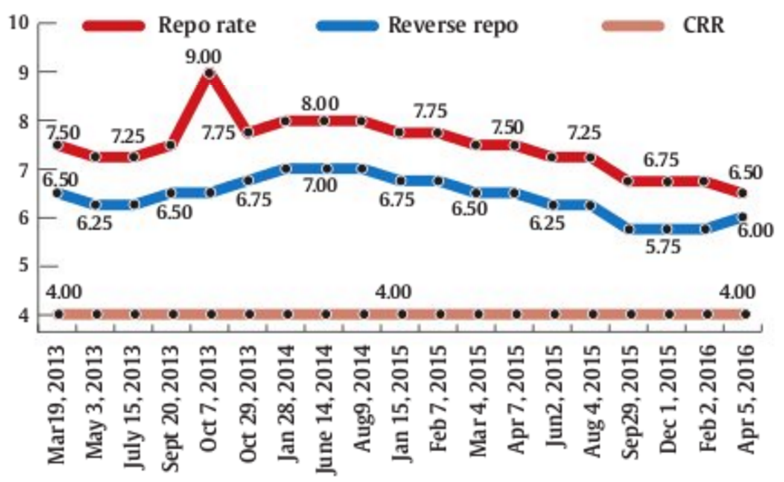 10
Repo rate
Reverse repo
CRR
9
8
7
6
5
4
9.00
7.50
7.25
7.75
8.00
7.75
7.50
7.25
6.75
6.50
6.50
6.25
6.50
6.75
7.00
6.75
6.50
6.25
5.75
6.00
4.00
4.00
4.00
Mar19, 2013
May 3, 2013
July 15, 2013
Sept 20, 2013
Oct 7, 2013
Oct 29, 2013
Jan 28, 2014
June 14, 2014
Aug9, 2014
Jan 15, 2015
Feb 7, 2015
Mar 4, 2015
Apr 7, 2015
Jun2, 2015
Aug 4, 2015
Sep29, 2015
Dec 1, 2015
Feb 2, 2016
Apr 5, 2016